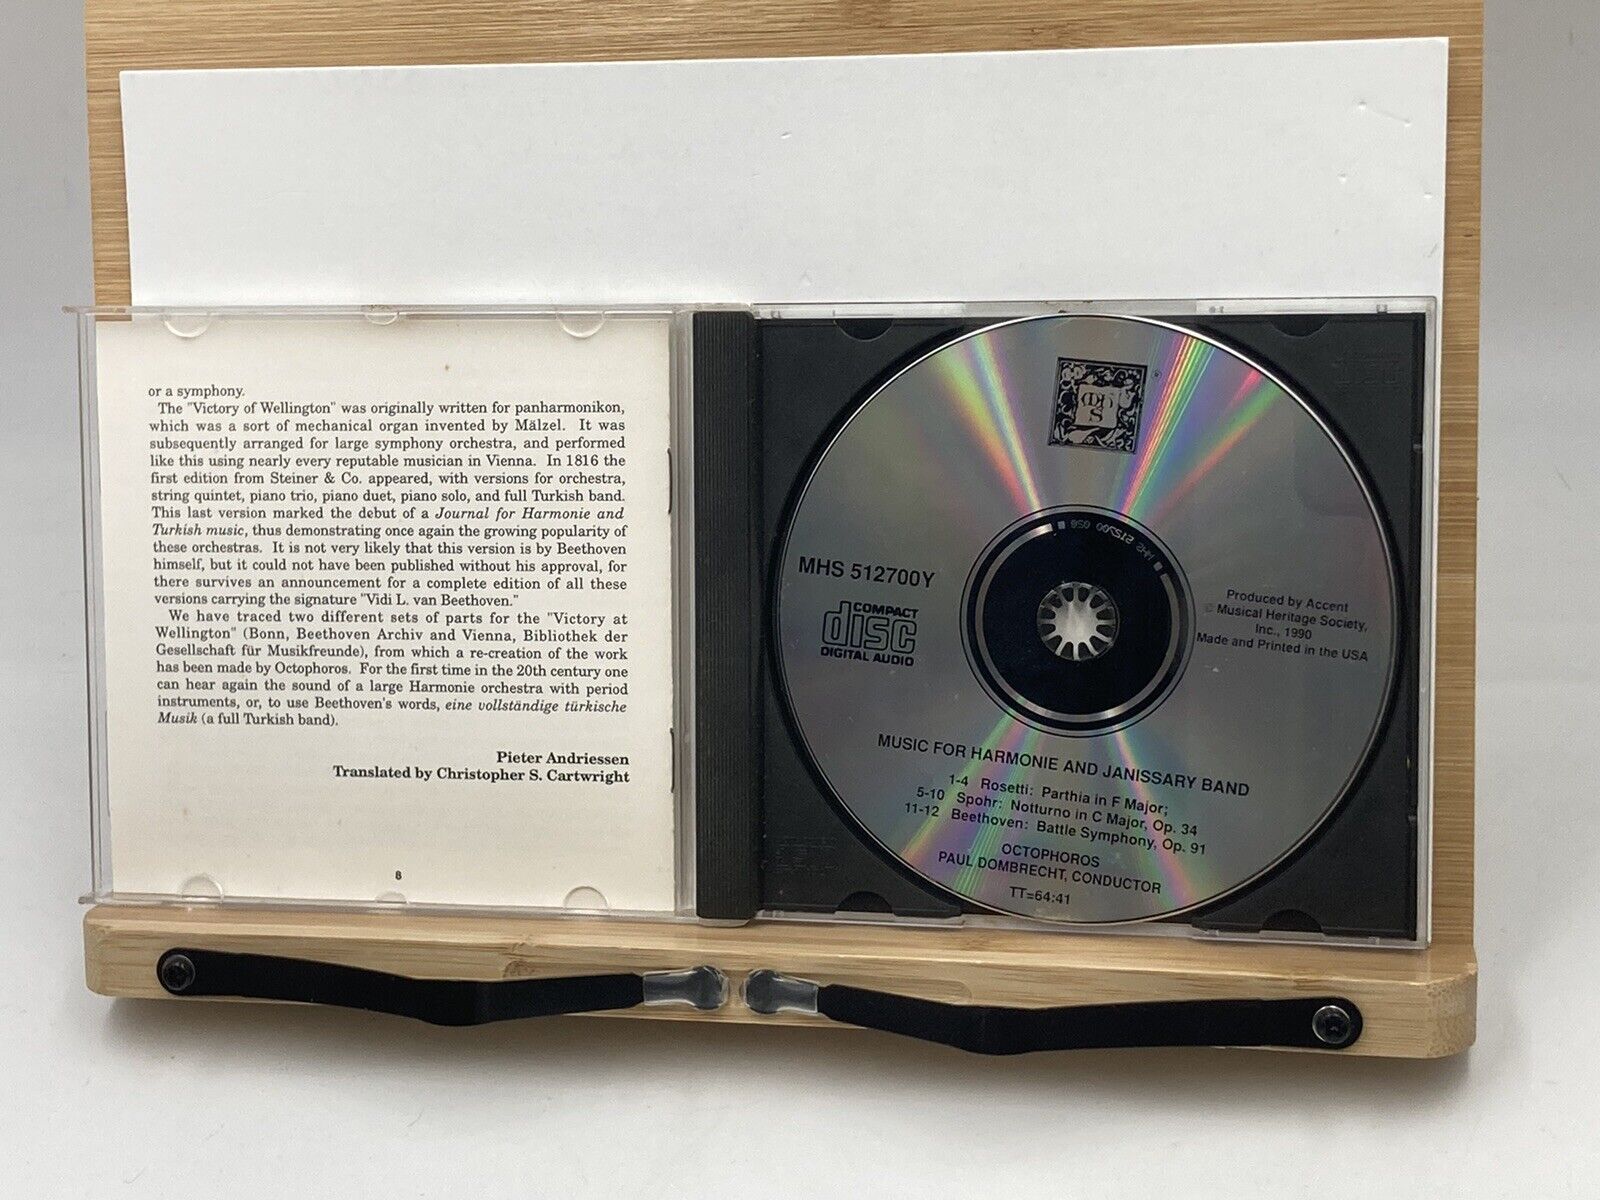 or a symphony.
The "Victory of Wellington" was originally written for panharmonikon,
which was a sort of mechanical organ invented by Mälzel. It was
subsequently arranged for large symphony orchestra, and performed
like this using nearly every reputable musician in Vienna. In 1816 the
first edition from Steiner & Co. appeared, with versions for orchestra,
string quintet, piano trio, piano duet, piano solo, and full Turkish band.
This last version marked the debut of a Journal for Harmonie and
Turkish music, thus demonstrating once again the growing popularity of
these orchestras. It is not very likely that this version is by Beethoven
himself, but it could not have been published without his approval, for
there survives an announcement for a complete edition of all these
versions carrying the signature "Vidi L. van Beethoven."
We have traced two different sets of parts for the "Victory at
Wellington" (Bonn, Beethoven Archiv and Vienna, Bibliothek der
Gesellschaft für Musikfreunde), from which a re-creation of the work
has been made by Octophoros. For the first time in the 20th century one
can hear again the sound of a large Harmonie orchestra with period
instruments, or, to use Beethoven's words, eine vollständige türkische
Musik (a full Turkish band).
Pieter Andriessen
Translated by Christopher S. Cartwright
8
MHS
MHS 512700 
MHS 512700Y
COMPACT
disc
DIGITAL AUDIO
Produced by Accent
© Musical Heritage Society,
Inc., 1990
Made and Printed in the USA
MUSIC FOR HARMONIE AND JANISSARY BAND
1-4 Rosetti: Parthia in F Major;
5-10 Spohr: Notturno in C Major, Op. 34
11-12 Beethoven: Battle Symphony, Op. 91
OCTOPHOROS
PAUL DOMBRECHT, CONDUCTOR
TT=64:41